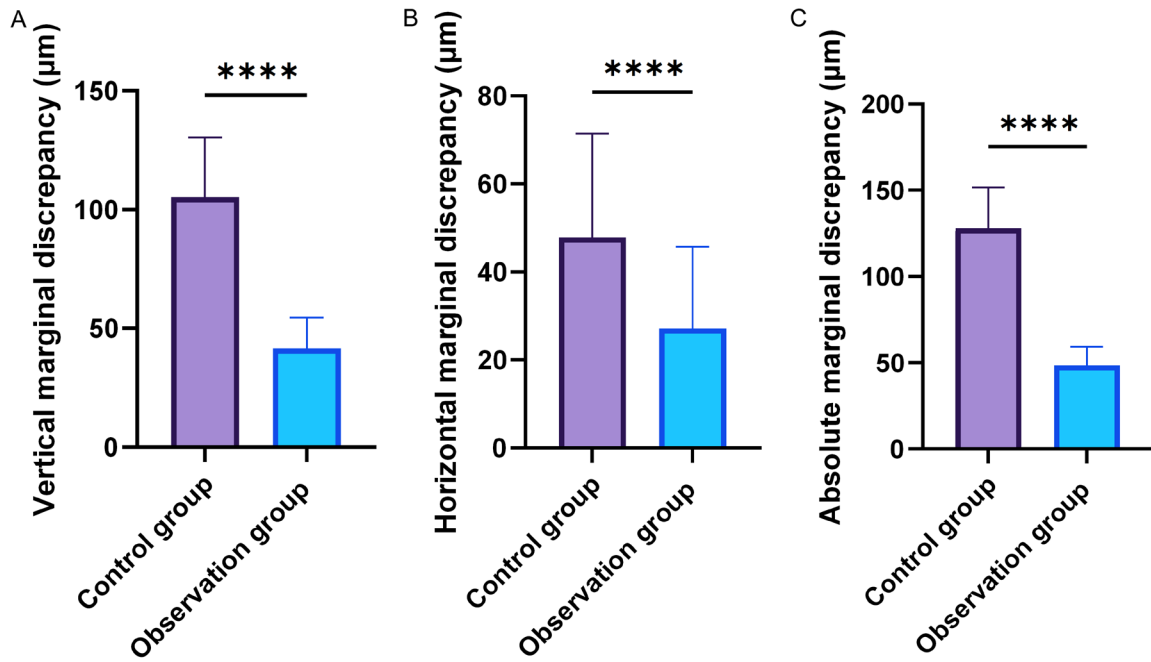 A
Vertical marginal discrepancy (µm)
150
100
50
0
****
Control group
Observation group
B
Horizontal marginal discrepancy (µm)
80
60
40
20
0
****
Control group
Observation group
C
Absolute marginal discrepancy (µm)
200
150
100
50
0
****
Control group
Observation group